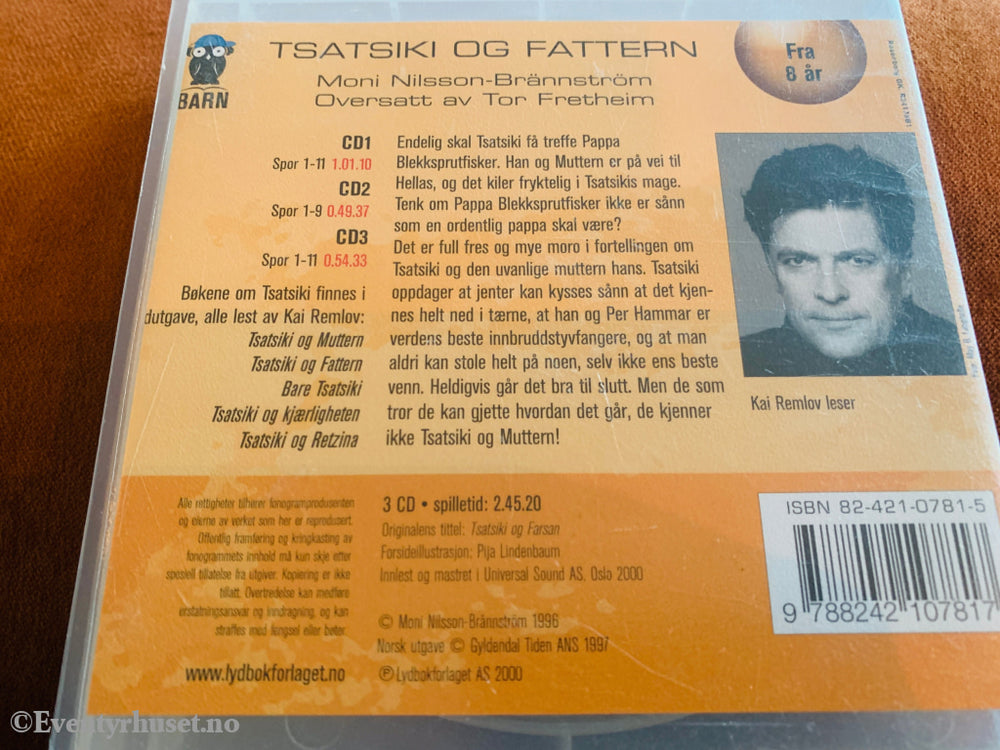 TSATSIKI OG FATTERN
Moni Nilsson-Brännström
Oversatt av Tor Fretheim
BARN
Fra
8 år
CD1
Spor 1-11 1.01.10
CD2
Spor 1-9 0.49.37
CD3
Spor 1-11 0.54.33
Bøkene om Tsatsiki finnes i
dutgave, alle lest av Kai Remlov:
Tsatsiki og Muttern
Tsatsiki og Fattern
Bare Tsatsiki
Tsatsiki og kjærligheten
Tsatsiki og Retzina
Endelig skal Tsatsiki få treffe Pappa
Blekksprutfisker. Han og Muttern er på vei til
Hellas, og det kiler fryktelig i Tsatsikis mage.
Tenk om Pappa Blekksprutfisker ikke er sånn
som en ordentlig pappa skal være?
Det er full fres og mye moro i fortellingen om
Tsatsiki og den uvanlige muttern hans. Tsatsiki
oppdager at jenter kan kysses sånn at det kjen-
nes helt ned i tærne, at han og Per Hammar er
verdens beste innbruddstyvfangere, og at man
aldri kan stole helt på noen, selv ikke ens beste
venn. Heldigvis går det bra til slutt. Men de som
tror de kan gjette hvordan det går, de kjenner
ikke Tsatsiki og Muttern!
Kai Remlov leser
Alle rettigheter tilhører fonogramprodusenten
og eierne av verket som her er reprodusert.
Offentlig framføring og kringkasting av
fonogrammets innhold må kun skje etter
spesiell tillatelse fra utgiver. Kopiering er ikke
tillatt. Overtredelse kan medføre
erstatningsansvar og inndragning, og kan
straffes med fengsel eller bøter.
www.lydbokforlaget.no
3 CD • spilletid: 2.45.20
Originalens tittel: Tsatsiki og Farsan
Forsideillustrasjon: Pija Lindenbaum
Innlest og mastret i Universal Sound AS, Oslo 2000
© Moni Nilsson-Brännström 1996
Norsk utgave © Gyldendal Tiden ANS 1997
℗Lydbokforlaget AS 2000
ISBN 82-421-0781-5
9 788242 107817
©Eventyrhuset.no